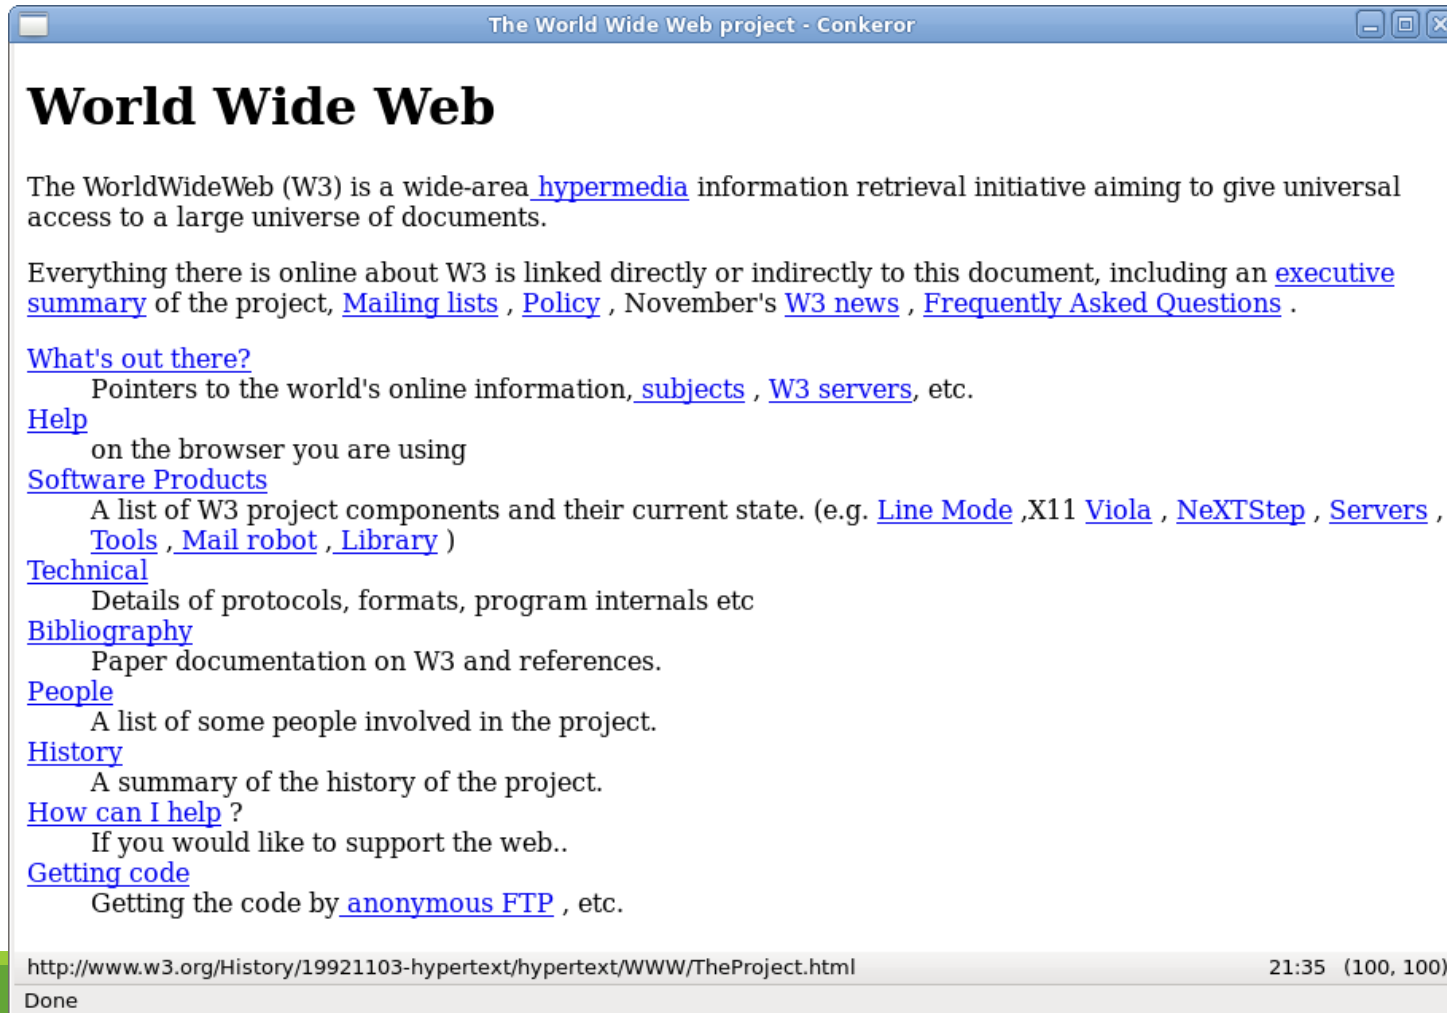 The World Wide Web project - Conkeror
World Wide Web
The WorldWideWeb (W3) is a wide-area hypermedia information retrieval initiative aiming to give universal
access to a large universe of documents.
Everything there is online about W3 is linked directly or indirectly to this document, including an executive
summary of the project, Mailing lists , Policy , November's W3 news , Frequently Asked Questions .
What's out there?
Pointers to the world's online information, subjects , W3 servers, etc.
Help
on the browser you are using
Software Products
A list of W3 project components and their current state. (e.g. Line Mode ,X11 Viola , NeXTStep , Servers ,
Tools , Mail robot , Library )
Technical
Details of protocols, formats, program internals etc
Bibliography
Paper documentation on W3 and references.
People
A list of some people involved in the project.
History
A summary of the history of the project.
How can I help ?
If you would like to support the web..
Getting code
Getting the code by anonymous FTP , etc.
http://www.w3.org/History/19921103-hypertext/hypertext/WWW/TheProject.html 21:35 (100, 100)
Done